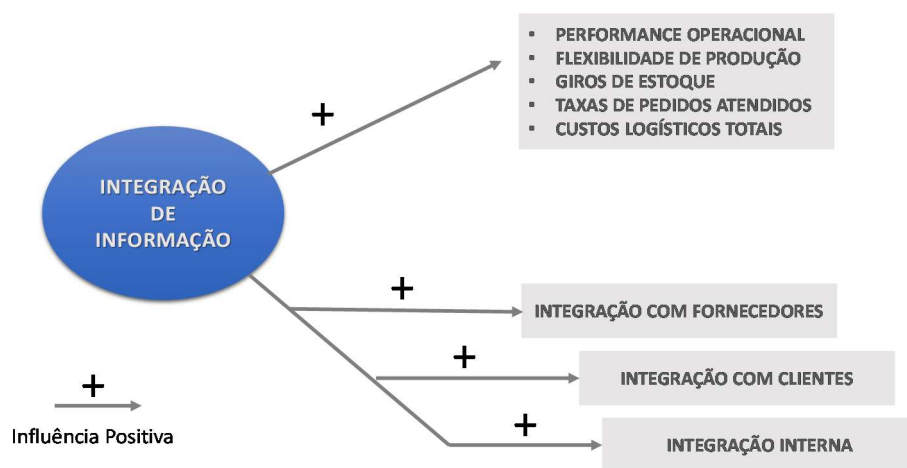 ▪ PERFORMANCE OPERACIONAL
▪ FLEXIBILIDADE DE PRODUÇÃO
▪ GIROS DE ESTOQUE
▪ TAXAS DE PEDIDOS ATENDIDOS
▪ CUSTOS LOGÍSTICOS TOTAIS
+
INTEGRAÇÃO
DE
INFORMAÇÃO
+
INTEGRAÇÃO COM FORNECEDORES
+
INTEGRAÇÃO COM CLIENTES
+
INTEGRAÇÃO INTERNA
+
Influência Positiva